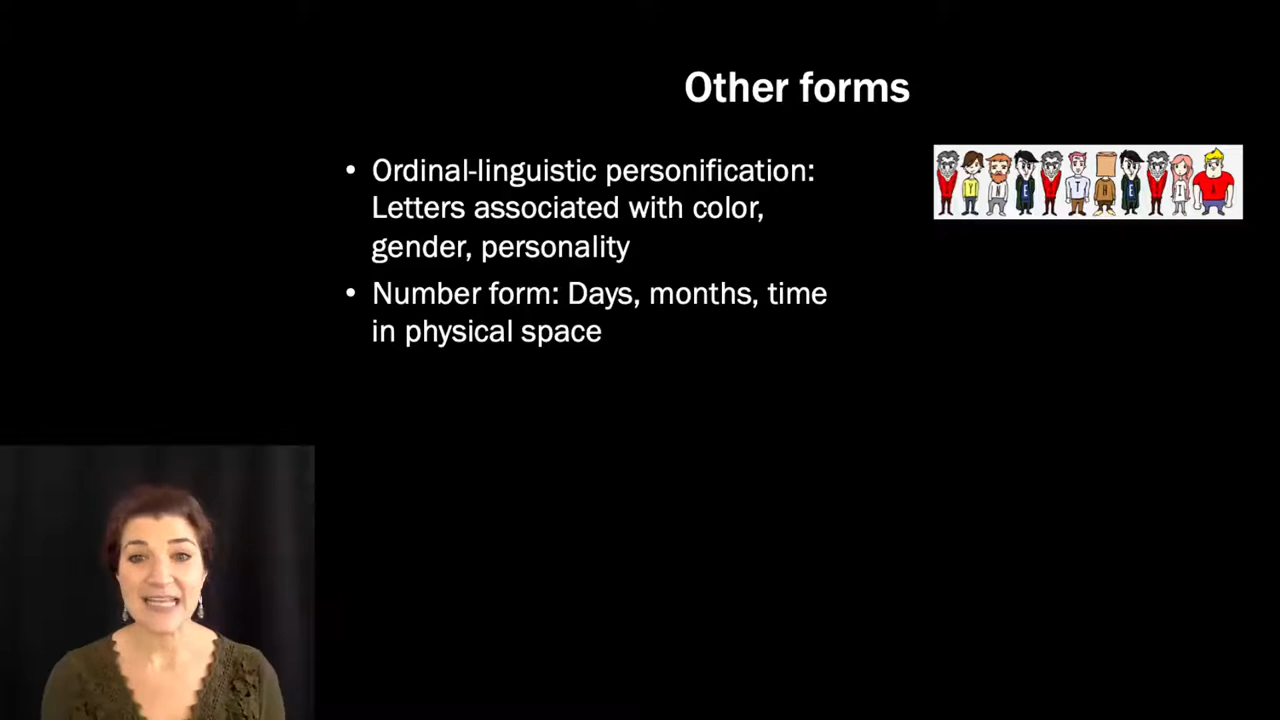 Other forms
• Ordinal-linguistic personification:
Letters associated with color,
gender, personality
• Number form: Days, months, time
in physical space